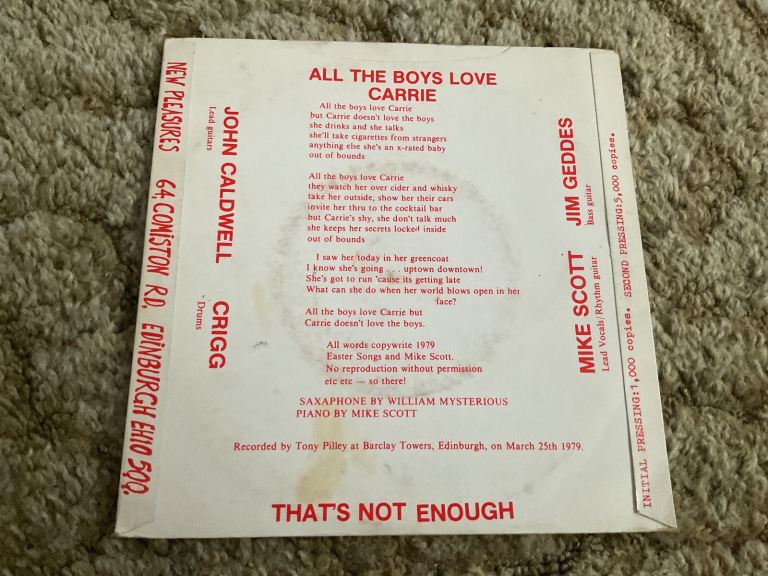 ALL THE BOYS LOVE
CARRIE
All the boys love Carrie
but Carrie doesn't love the boys
she drinks and she talks
she'll take cigarettes from strangers
anything else she's an x-rated baby
out of bounds
All the boys love Carrie
they watch her over cider and whisky
take her outside, show her their cars
invite her thru to the cocktail bar
but Carrie's shy, she don't talk much
she keeps her secrets locked inside
out of bounds
I saw her today in her greencoat
I know she's going . . . uptown downtown!
She's got to run 'cause its getting late
What can she do when her world blows open in her
face?
All the boys love Carrie but
Carrie doesn't love the boys.
All words copywrite 1979
Easter Songs and Mike Scott.
No reproduction without permission
etc etc — so there!
SAXAPHONE BY WILLIAM MYSTERIOUS
PIANO BY MIKE SCOTT
Recorded by Tony Pilley at Barclay Towers, Edinburgh, on March 25th 1979.
THAT'S NOT ENOUGH
NEW PLEASURES 64, COMISTON RD, EDINBURGH EH10 5QQ.
JOHN CALDWELL
Lead guitars
CRIGG
Drums
JIM GEDDES
Bass guitar
MIKE SCOTT
Lead Vocals/Rhythm guitar
INITIAL PRESSING:1,000 copies. SECOND PRESSING:5,000 copies.